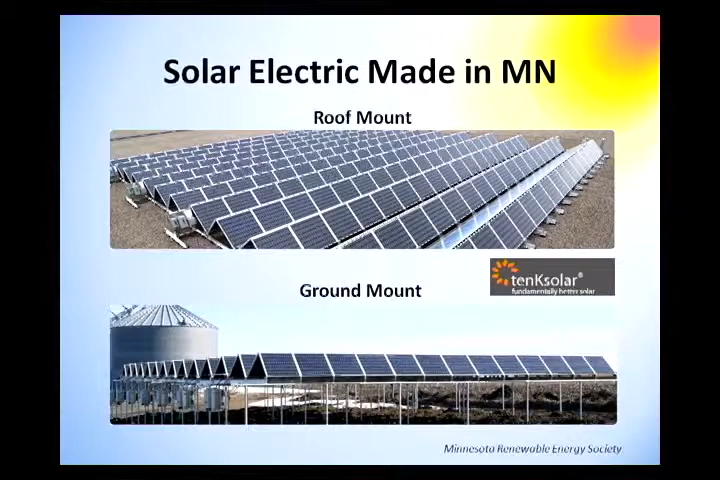 Solar Electric Made in MN
Roof Mount
tenKsolar®
fundamentally better solar
Ground Mount
Minnesota Renewable Energy Society